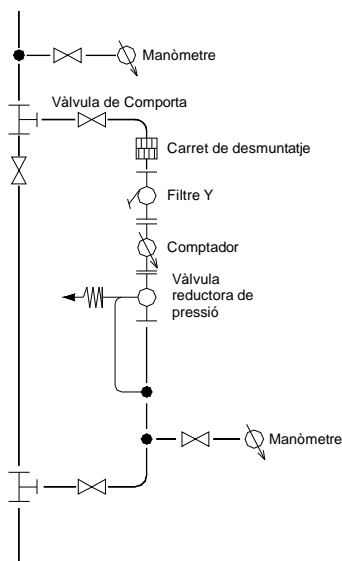 Manòmetre
Vàlvula de Comporta
Carret de desmuntatje
Filtre Y
Comptador
Vàlvula
reductora de
pressió
Manòmetre